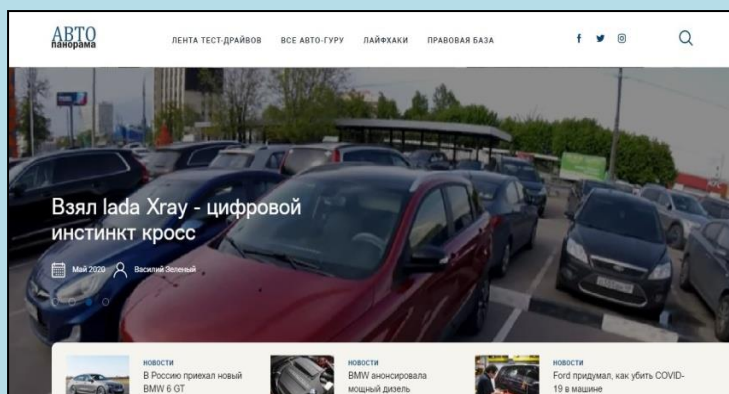 АВТО
панорама
ЛЕНТА ТЕСТ-ДРАЙВОВ ВСЕ АВТО-ГУРУ ЛАЙФХАКИ ПРАВОВАЯ БАЗА
Взял lada Xray - цифровой
инстинкт кросс
Май 2020 Василий Зеленый
НОВОСТИ
В Россию приехал новый
BMW 6 GT
НОВОСТИ
BMW анонсировала
мощный дизель
НОВОСТИ
Ford придумал, как убить COVID-
19 в машине